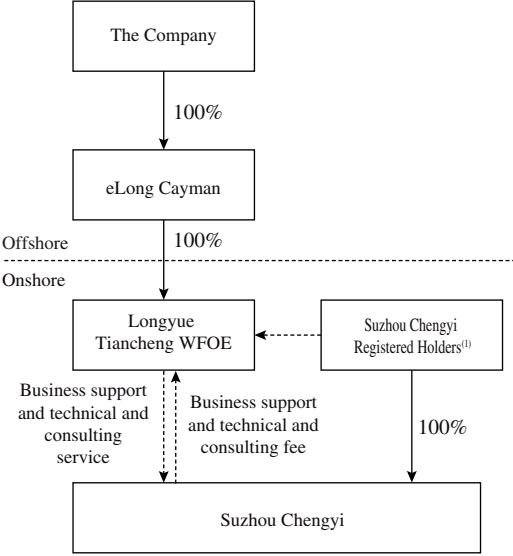 The Company
100%
eLong Cayman
Offshore
100%
Onshore
Longyue
Tiancheng WFOE
Suzhou Chengyi
Registered Holders(1)
Business support
and technical and
consulting
service
Business support
and technical and
consulting fee
100%
Suzhou Chengyi